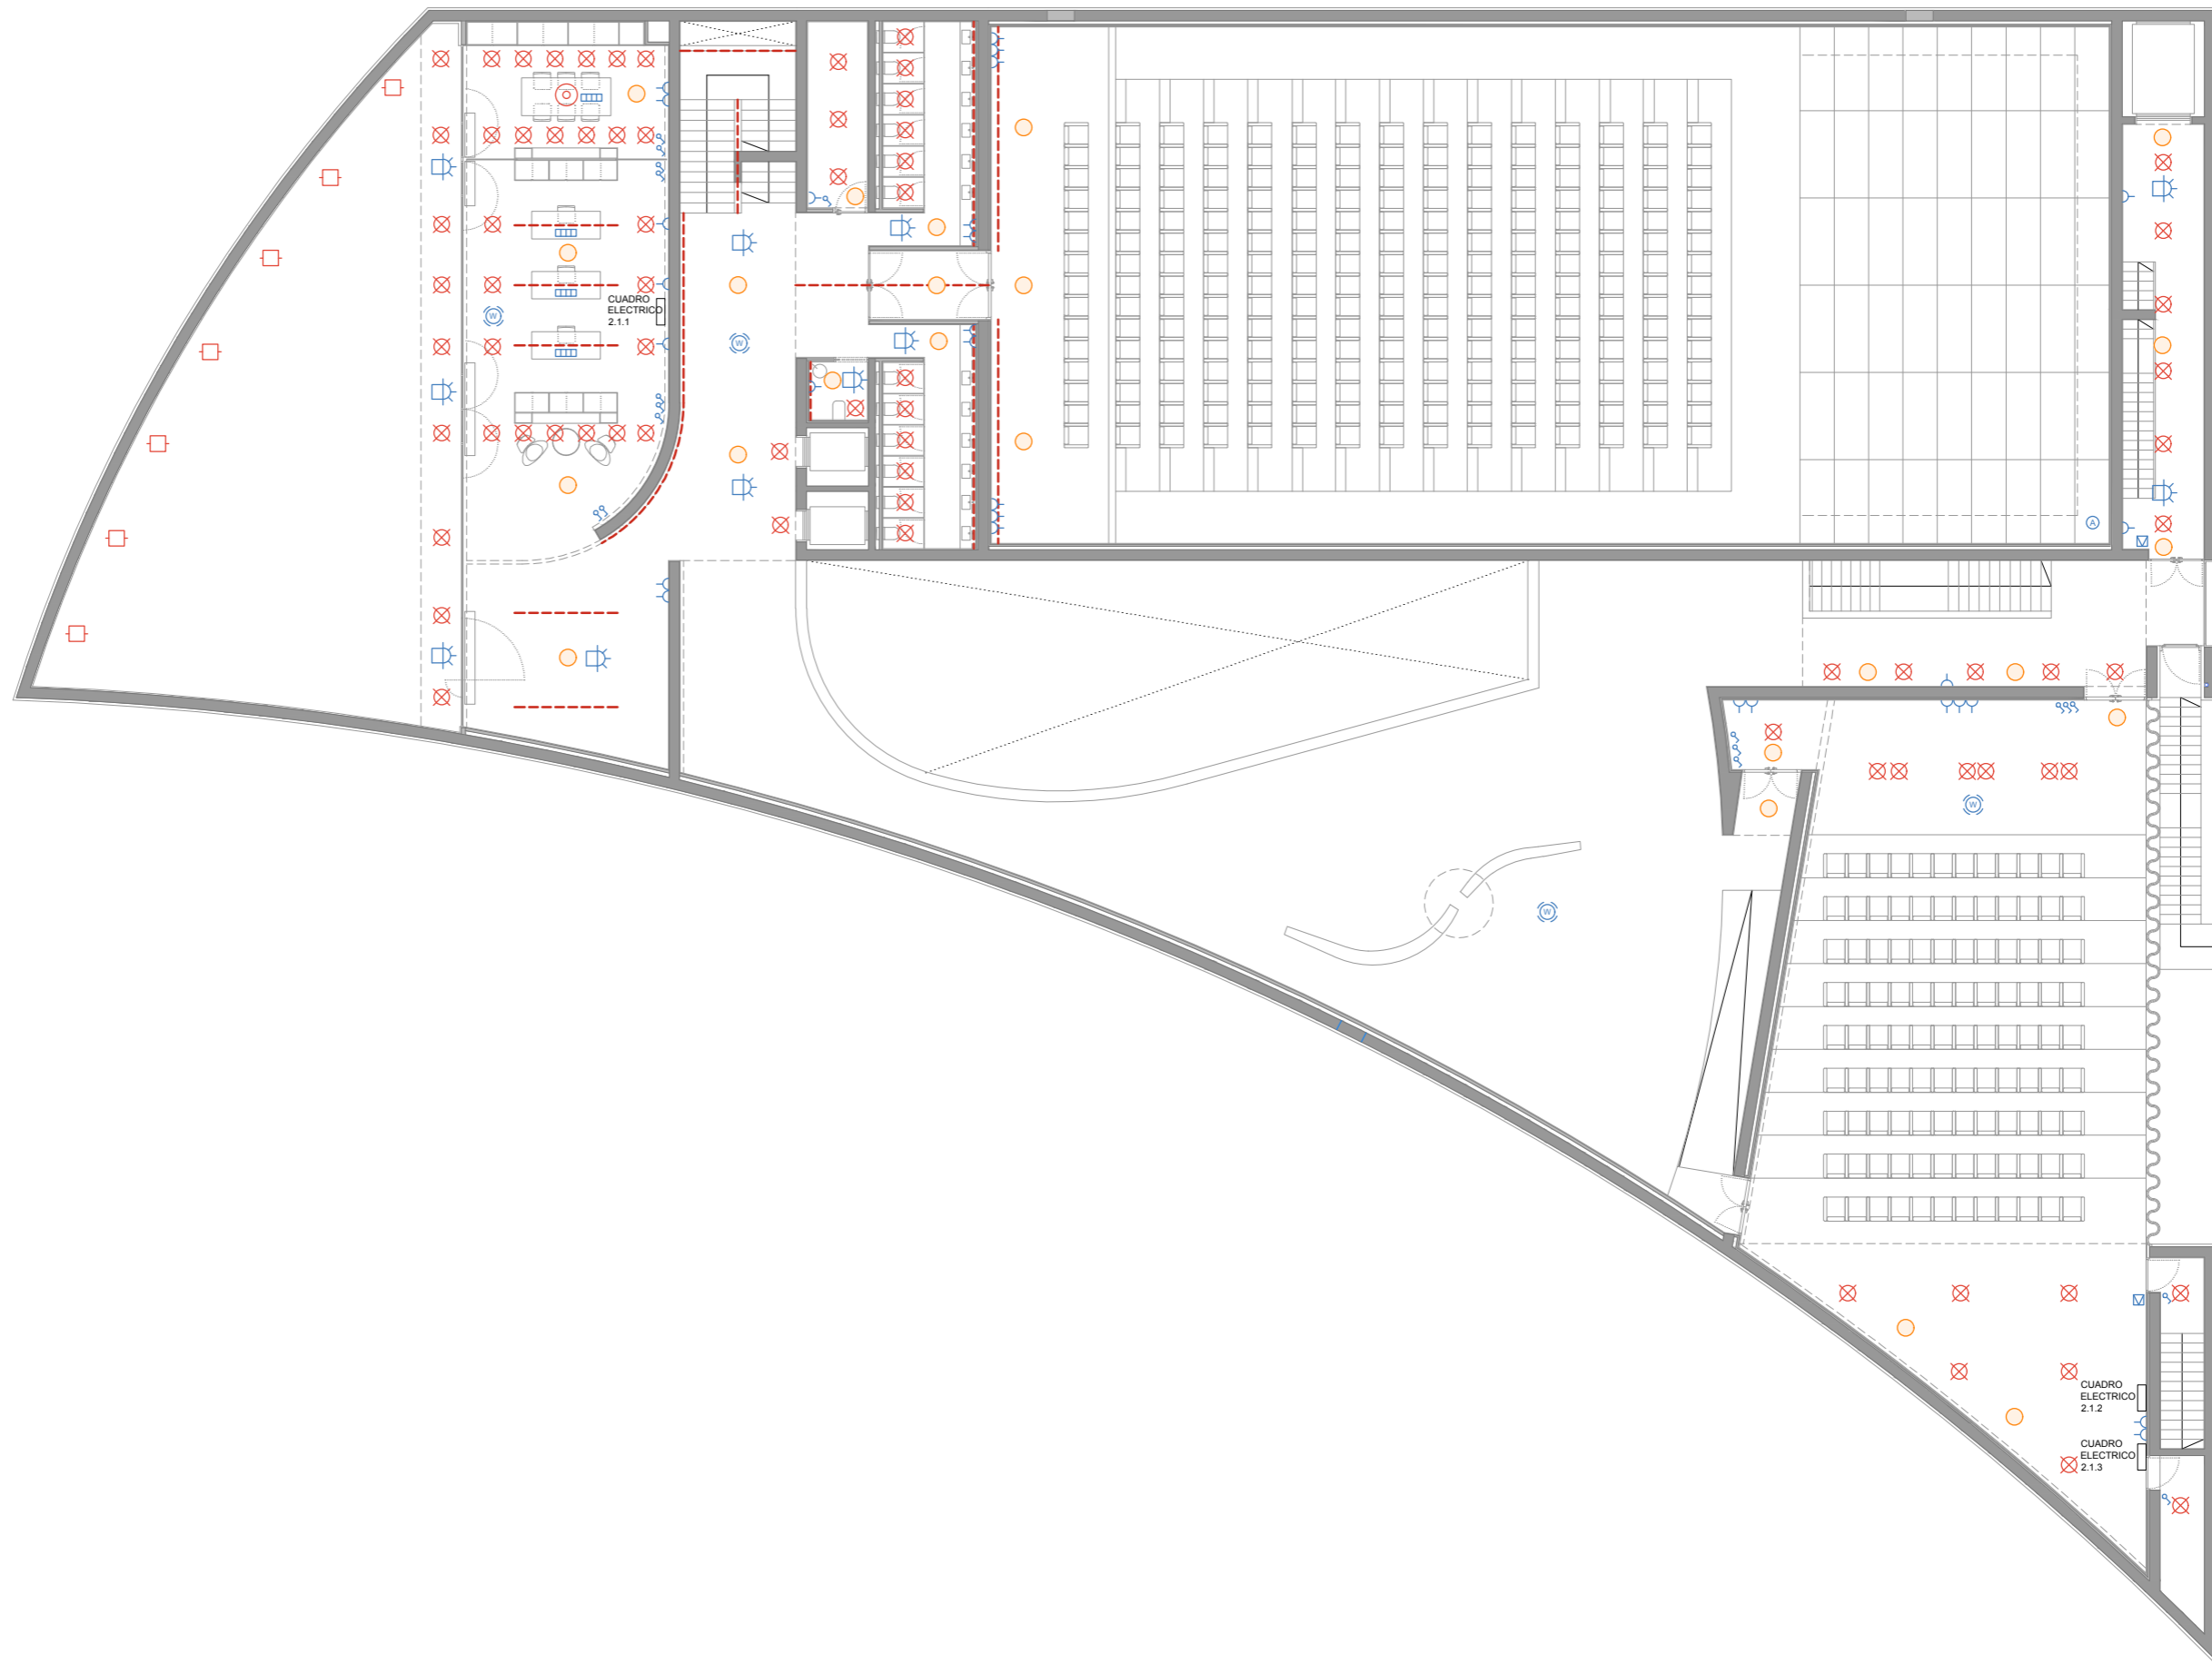 CUADRO
ELECTRICO
2.1.1
W
W
A
W
W
CUADRO
ELECTRICO
2.1.2
CUADRO
ELECTRICO
2.1.3